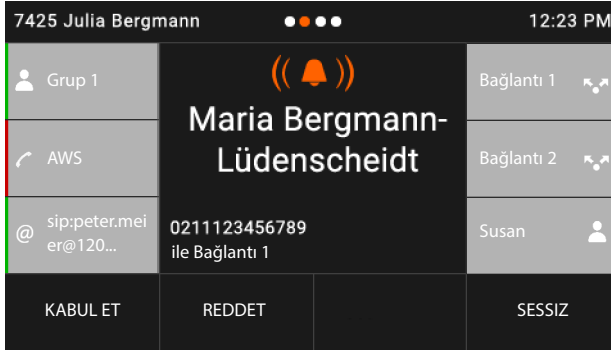 7425 Julia Bergmann
12:23 PM
Grup 1
Maria Bergmann-
Lüdenscheidt
Bağlantı 1
AWS
Bağlantı 2
@ sip:peter.mei
er@120...
0211123456789
ile Bağlantı 1
Susan
KABUL ET
REDDET
SESSIZ